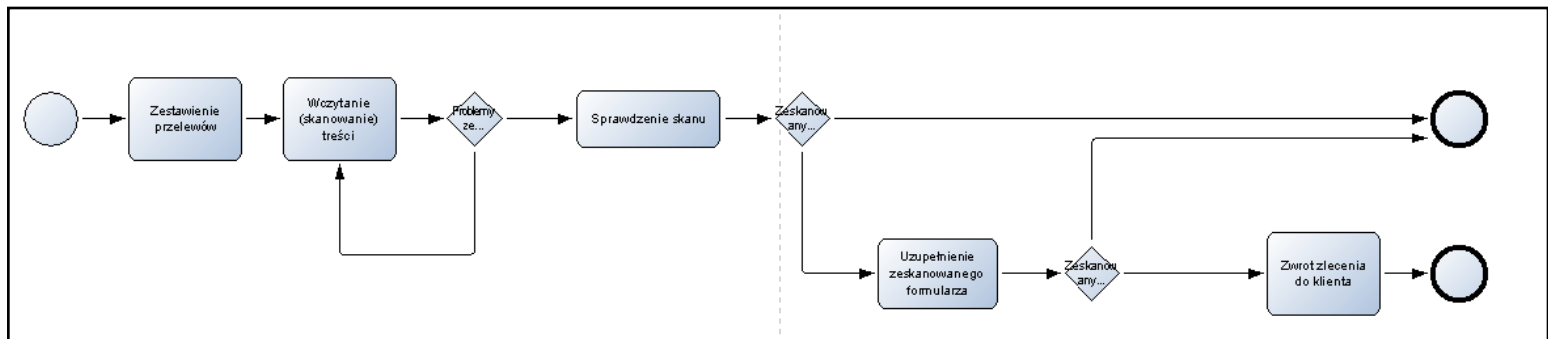 Zestawienie
przelewów
Wczytanie
(skanowanie)
treści
Problemy
ze...
Sprawdzenie skanu
Zeskanow
any...
Uzupełnienie
zeskanowanego
formularza
Zeskanow
any...
Zwrot zlecenia
do klienta